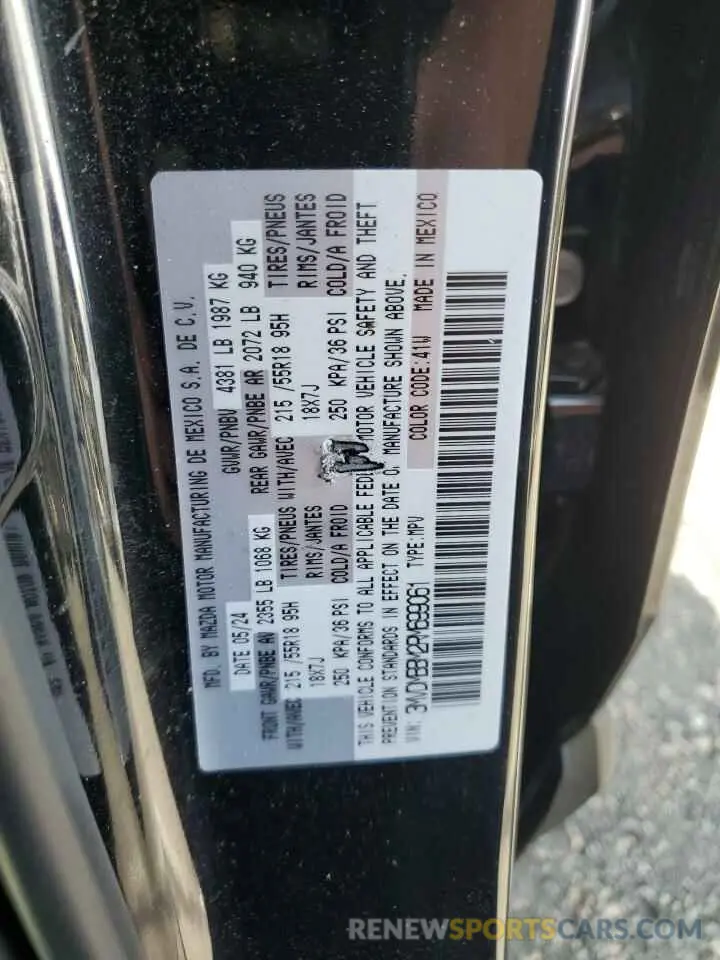 MFD. BY MAZDA MOTOR MANUFACTURING DE MEXICO S.A. DE C.V.
DATE 05/24 GVWR/PNBV 4381 LB 1987 KG
FRONT GAWR/PNBE AV 2355 LB 1068 KG REAR GAWR/PNBE AR 2072 LB 940 KG
WITH/AVEC 215 /55R18 95H TIRES/PNEUS WITH/AVEC 215 /55R18 95H TIRES/PNEUS
18X7J RIMS/JANTES 18X7J RIMS/JANTES
250 KPA/36 PSI COLD/A FROID 250 KPA/36 PSI COLD/A FROID
THIS VEHICLE CONFORMS TO ALL APPLICABLE FED MOTOR VEHICLE SAFETY AND THEFT
PREVENTION STANDARDS IN EFFECT ON THE DATE O MANUFACTURE SHOWN ABOVE.
VIN: 3MVDMBBM2RM699061 TYPE:MPV COLOR CODE:41W MADE IN MEXICO
RENEWSPORTSCARS.COM